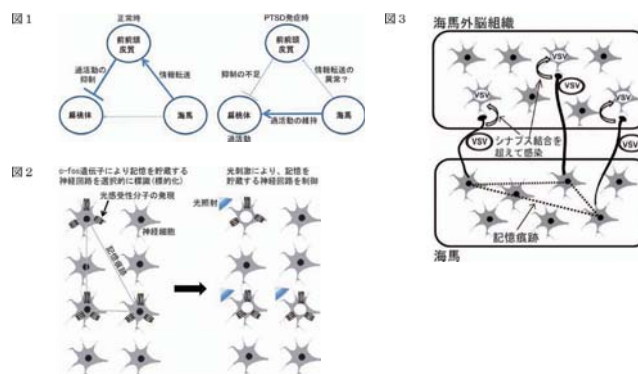 図1
正常時
前前頭
皮質
過活動の
抑制
情報転送
扁桃体
海馬
PTSD発症時
前前頭
皮質
抑制の不足
情報転送の
異常？
扁桃体
過活動の維持
海馬
過活動
図2
c-fos遺伝子により記憶を貯蔵する
神経回路を選択的に標識(標的化)
光感受性分子の発現
神経細胞
記憶痕跡
光刺激により、記憶を
貯蔵する神経回路を制御
光照射
図3
海馬外脳組織
VSV
VSV
VSV
VSV
シナプス結合を
超えて感染
VSV
VSV
記憶痕跡
海馬